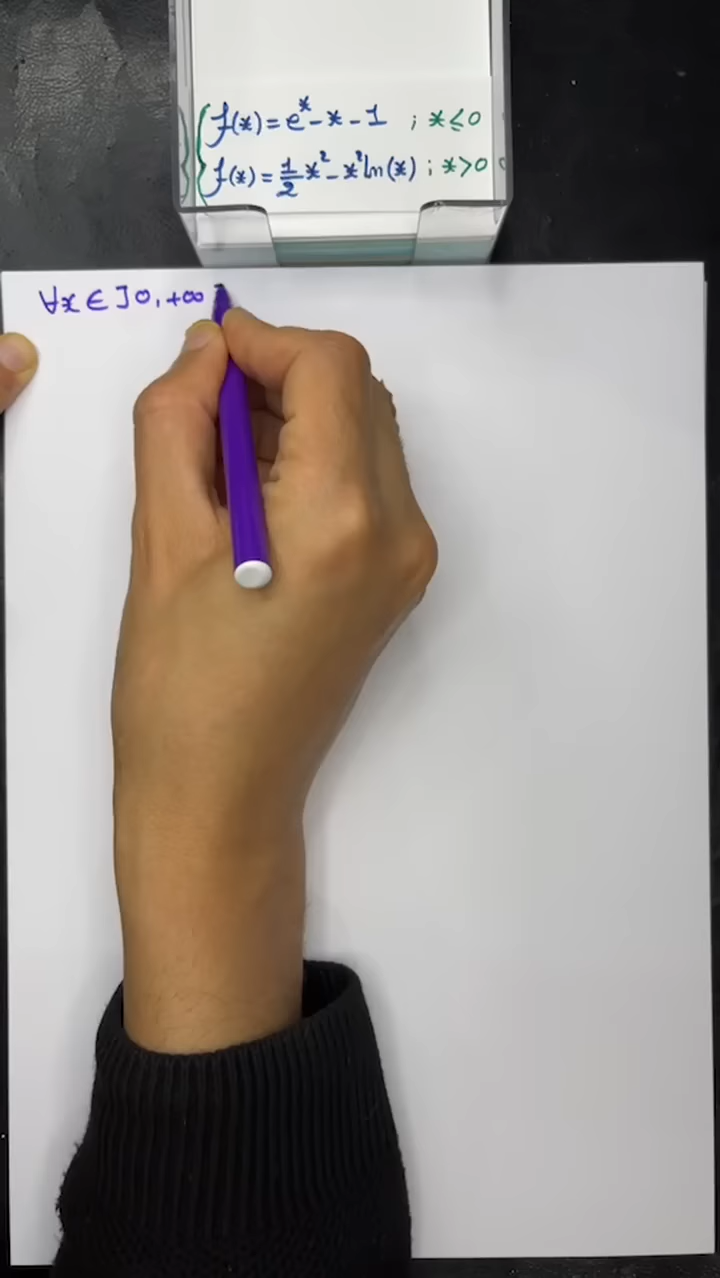 f(x) = e^x - x - 1 ; x ≤ 0
f(x) = 1/2 x² - x² ln(x) ; x > 0
∀x ∈ ]0, +∞